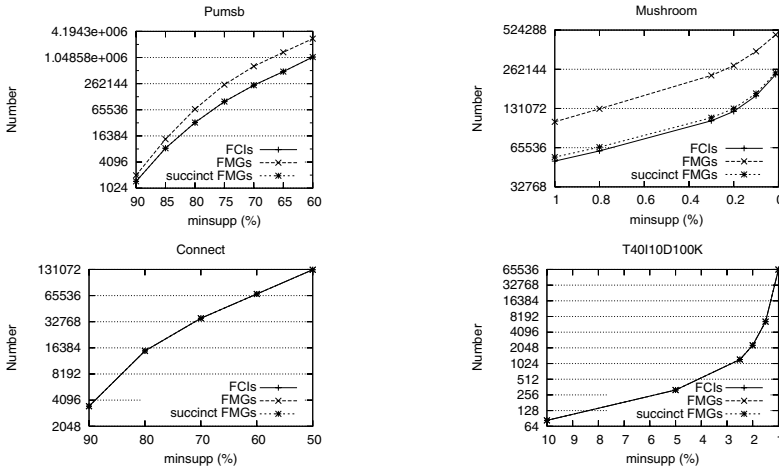 Pumsb
Number
4.1943e+006
1.04858e+006
262144
65536
16384
4096
1024
FCIs
FMGs
succinct FMGs
90 85 80 75 70 65 60
minsupp (%)
Mushroom
Number
524288
262144
131072
65536
32768
FCIs
FMGs
succinct FMGs
1 0.8 0.6 0.4 0.3 0.2 0
minsupp (%)
Connect
Number
131072
65536
32768
16384
8192
4096
2048
FCIs
FMGs
succinct FMGs
90 80 70 60 50
minsupp (%)
T40I10D100K
Number
65536
32768
16384
8192
4096
2048
1024
512
256
128
64
FCIs
FMGs
succinct FMGs
10 9 8 7 6 5 4 3 2 1
minsupp (%)